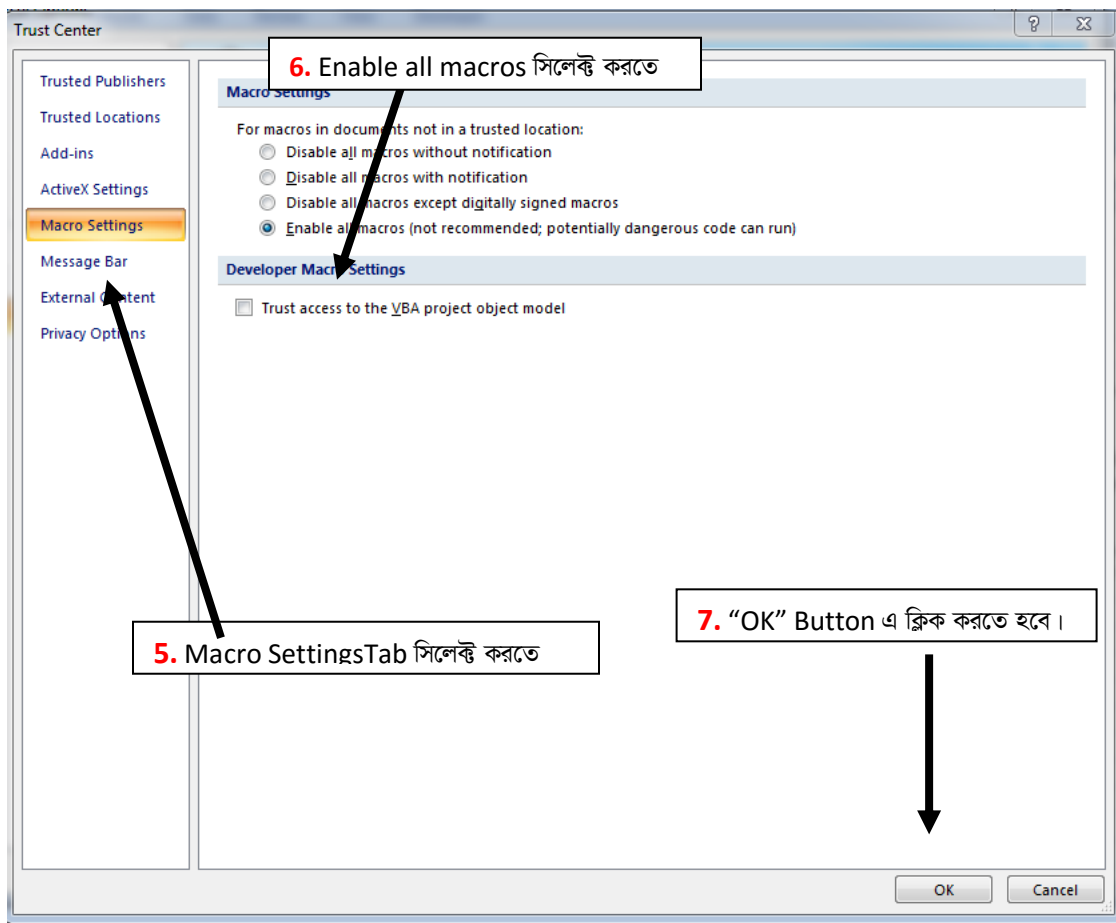 Trust Center
6. Enable all macros সিলেক্ট করতে
Trusted Publishers
Trusted Locations
Add-ins
ActiveX Settings
Macro Settings
Message Bar
External Content
Privacy Options
Macro Settings
For macros in documents not in a trusted location:
Disable all macros without notification
Disable all macros with notification
Disable all macros except digitally signed macros
Enable all macros (not recommended; potentially dangerous code can run)
Developer Macro Settings
Trust access to the VBA project object model
7. “OK” Button এ ক্লিক করতে হবে।
5. Macro SettingsTab সিলেক্ট করতে
OK
Cancel